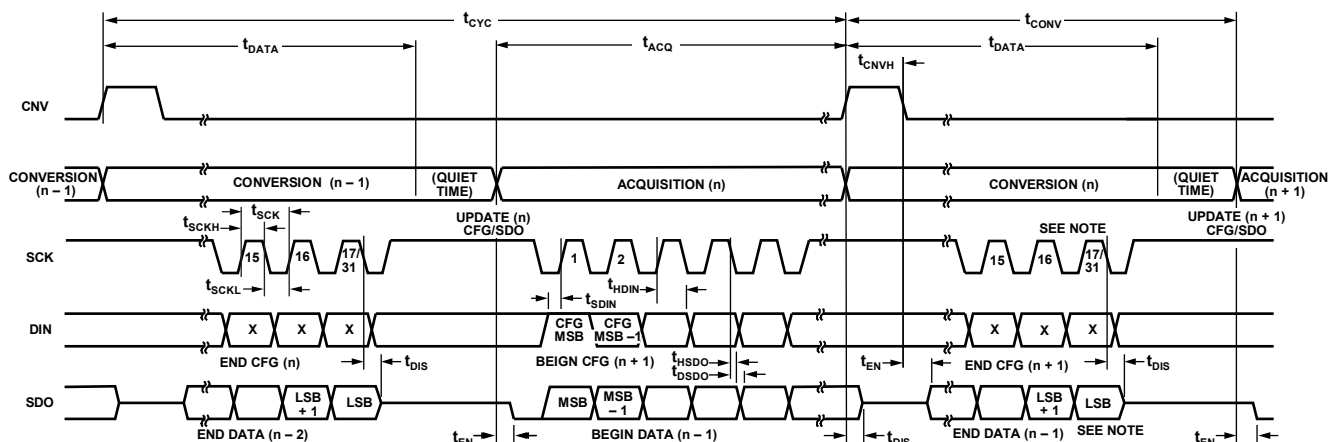 tCYC
tCONV
tDATA
tACQ
tDATA
tCNVH
CNV
CONVERSION
(n – 1)
CONVERSION (n – 1)
(QUIET
TIME)
ACQUISITION (n)
CONVERSION (n)
(QUIET
TIME)
ACQUISITION
(n + 1)
tSCK
tSCKH
UPDATE (n)
CFG/SDO
SEE NOTE
UPDATE (n + 1)
CFG/SDO
SCK
15
16
17/
31
1
2
15
16
17/
31
tSCKL
tHDIN
tSDIN
DIN
X
X
X
CFG
MSB
CFG
MSB –1
X
X
X
END CFG (n)
tDIS
BEIGN CFG (n + 1)
tHSDO
tDSDO
tEN
END CFG (n + 1)
tDIS
SDO
LSB
+ 1
LSB
MSB
MSB
–1
LSB
+ 1
LSB
END DATA (n – 2)
tEN
BEGIN DATA (n – 1)
tDIS
END DATA (n – 1)
SEE NOTE
tEN